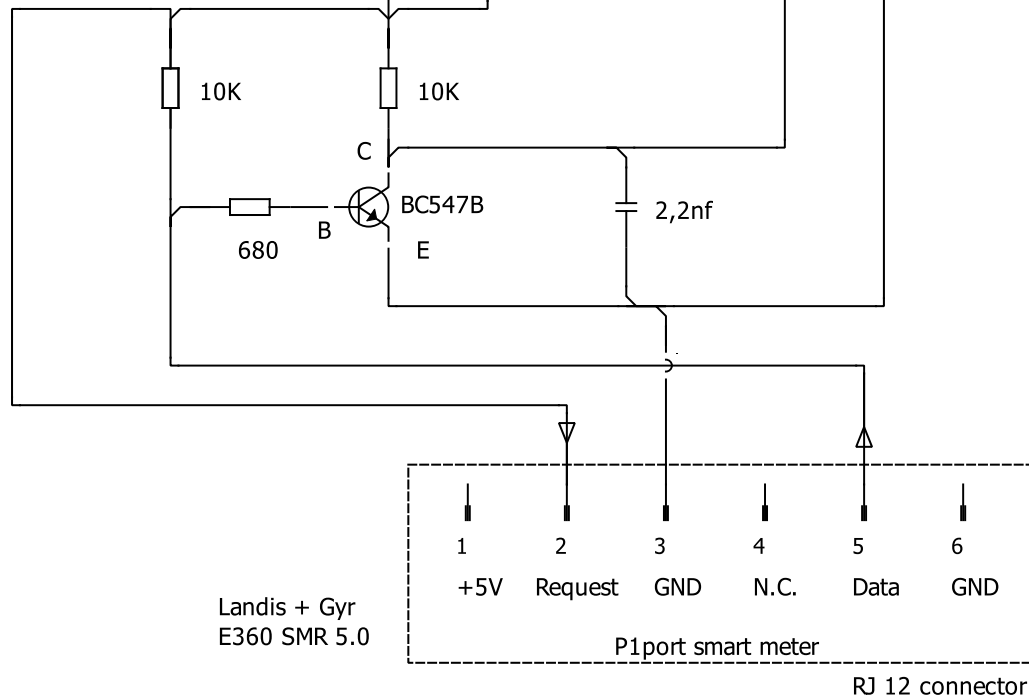 10K
10K
C
BC547B
B
E
680
2,2nf
1 2 3 4 5 6
+5V Request GND N.C. Data GND
Landis + Gyr
E360 SMR 5.0
P1port smart meter
RJ 12 connector